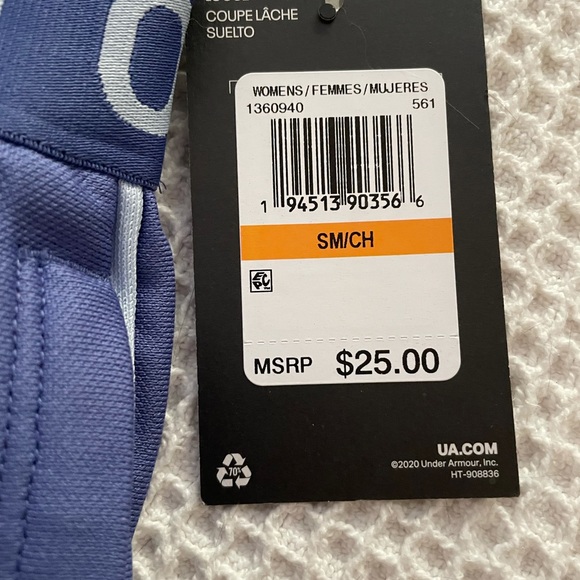 COUPE LÂCHE
SUELTO
WOMENS/FEMMES/MUJERES
1360940 561
1 94513 90356 6
SM/CH
EPC
MSRP $25.00
70%
UA.COM
©2020 Under Armour, Inc.
HT-908836